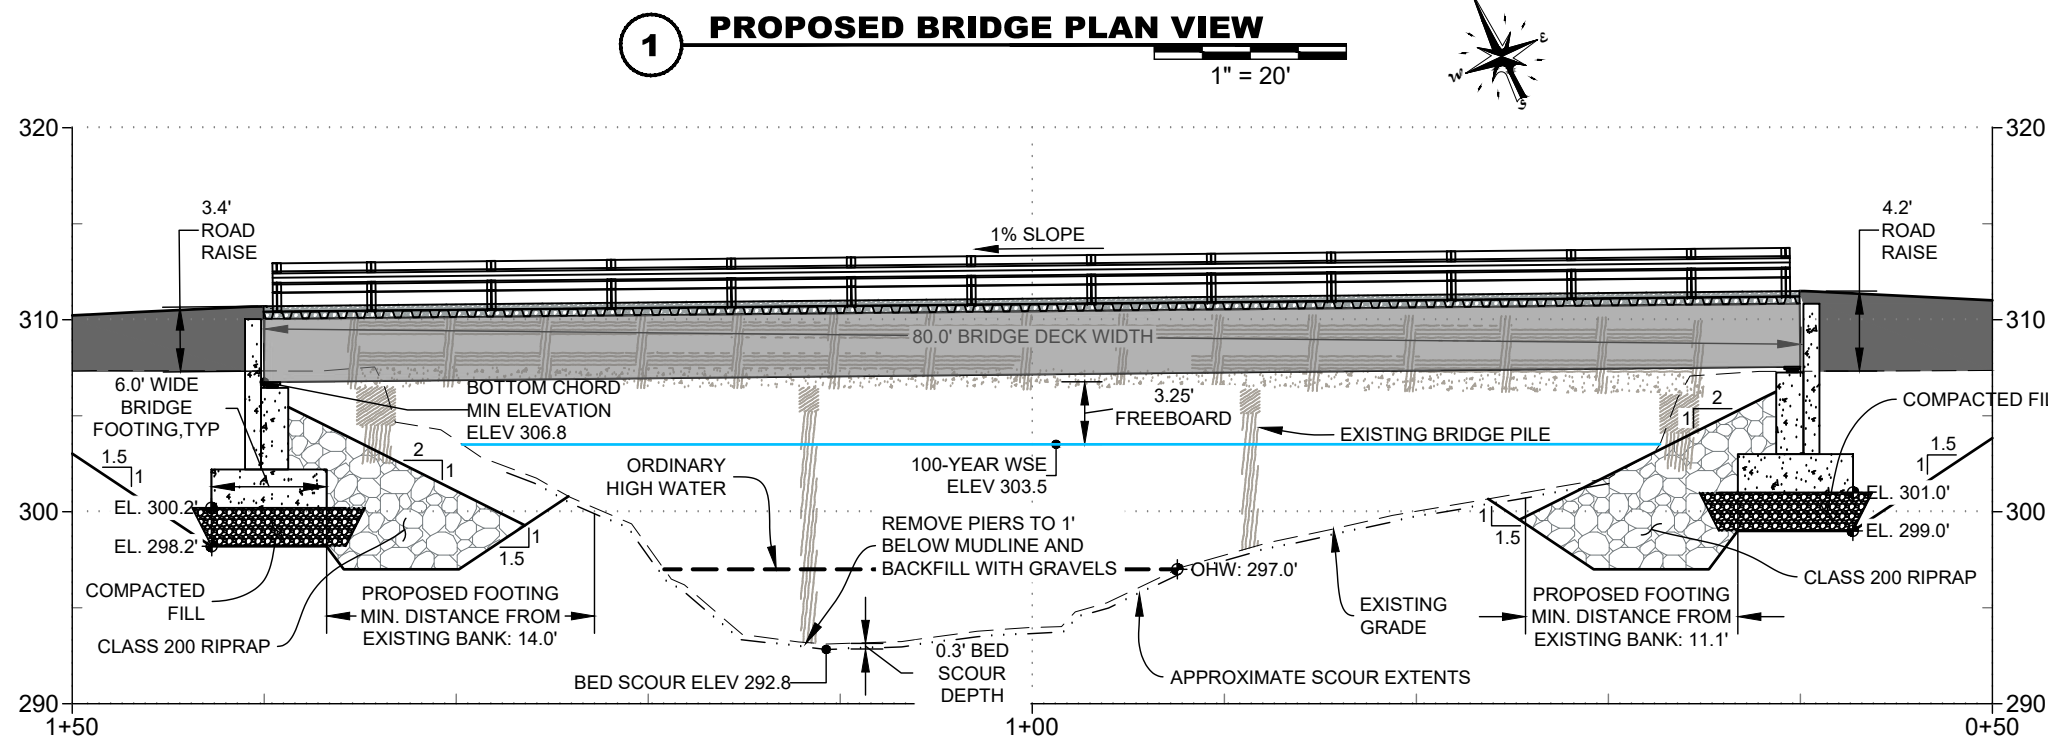 1
PROPOSED BRIDGE PLAN VIEW
1" = 20'
E
W
S
320
320
3.4'
ROAD
RAISE
1% SLOPE
4.2'
ROAD
RAISE
310
310
80.0' BRIDGE DECK WIDTH
6.0' WIDE
BRIDGE
FOOTING,TYP
BOTTOM CHORD
MIN ELEVATION
ELEV 306.8
3.25'
FREEBOARD
2
1
COMPACTED FIL
EXISTING BRIDGE PILE
1.5
1
2
1
1.5
1
ORDINARY
HIGH WATER
100-YEAR WSE
ELEV 303.5
EL. 300.2'
EL. 301.0'
300
300
REMOVE PIERS TO 1'
BELOW MUDLINE AND
BACKFILL WITH GRAVELS
1
1.5
1
1.5
EL. 298.2'
EL. 299.0'
OHW: 297.0'
COMPACTED
FILL
PROPOSED FOOTING
MIN. DISTANCE FROM
EXISTING BANK: 14.0'
CLASS 200 RIPRAP
EXISTING
GRADE
PROPOSED FOOTING
MIN. DISTANCE FROM
EXISTING BANK: 11.1'
CLASS 200 RIPRAP
0.3' BED
SCOUR
DEPTH
BED SCOUR ELEV 292.8
APPROXIMATE SCOUR EXTENTS
290
290
1+50
1+00
0+50